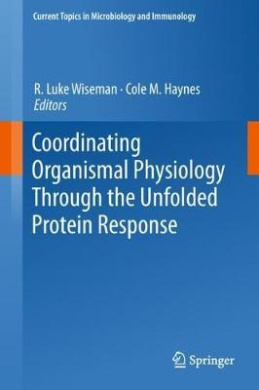 Current Topics in Microbiology and Immunology
R. Luke Wiseman · Cole M. Haynes
Editors
Coordinating
Organismal Physiology
Through the Unfolded
Protein Response
Springer